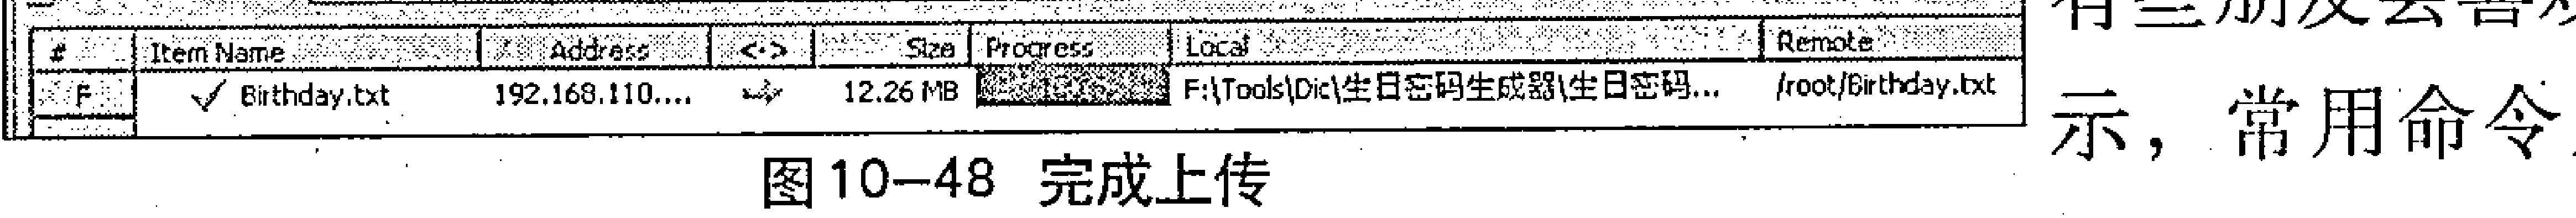 # Item Name Address <·> Size Progress Local Remote
F Birthday.txt 192.168.110.... 12.26 MB F:\Tools\Dic\生日密码生成器\生日密码... /root/Birthday.txt
图10-48 完成上传
示，常用命令